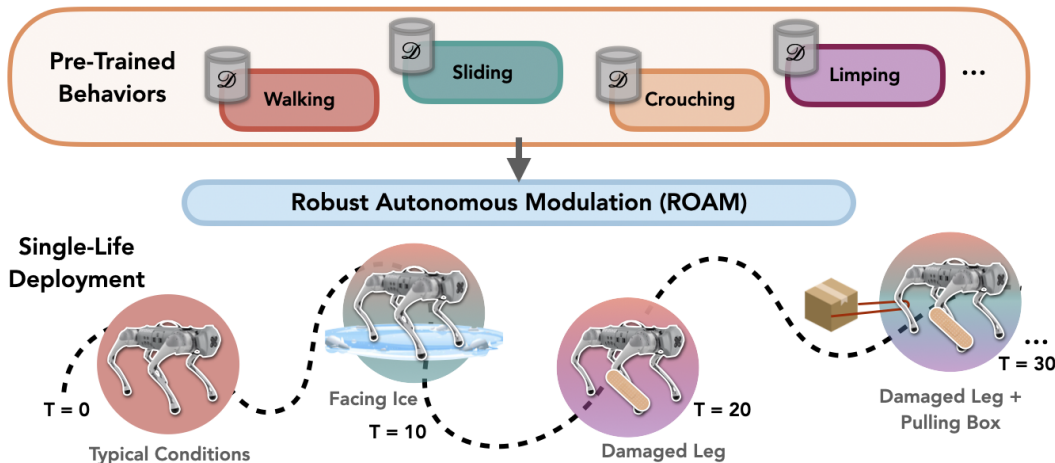 Pre-Trained
Behaviors
𝒟
Walking
𝒟
Sliding
𝒟
Crouching
𝒟
Limping
...
Robust Autonomous Modulation (ROAM)
Single-Life
Deployment
T = 0
Typical Conditions
Facing Ice
T = 10
Damaged Leg
T = 20
Damaged Leg +
Pulling Box
...
T = 30